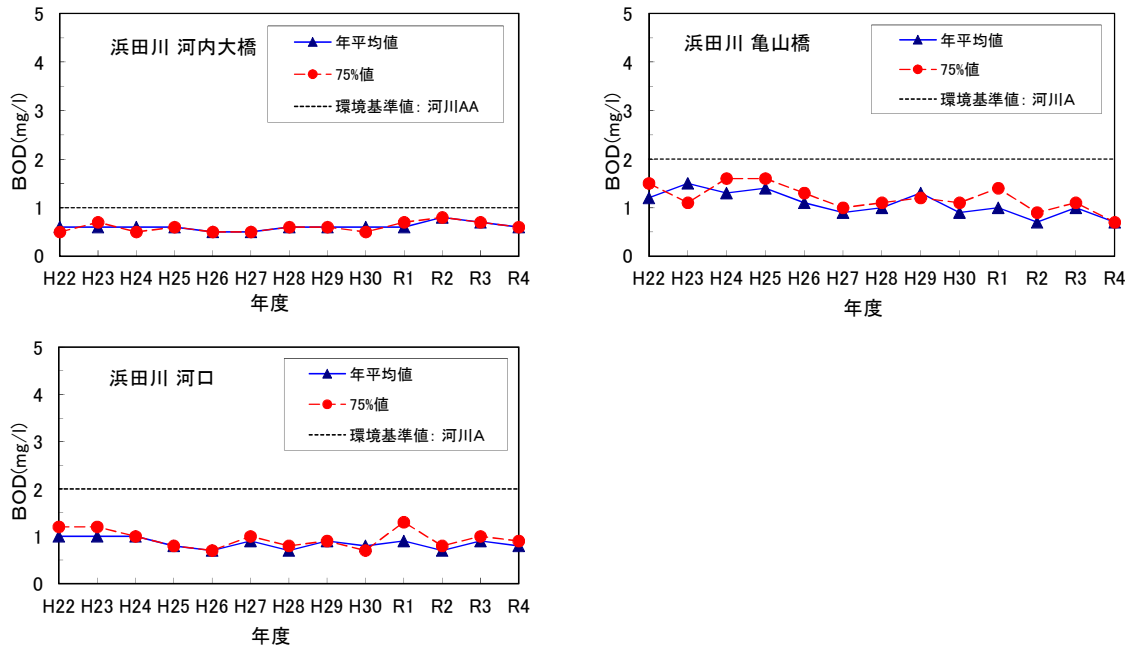 浜田川 河内大橋
年平均値
75%値
環境基準値: 河川AA
BOD(mg/l)
5
4
3
2
1
0
H22 H23 H24 H25 H26 H27 H28 H29 H30 R1 R2 R3 R4
年度
浜田川 亀山橋
年平均値
75%値
環境基準値: 河川A
BOD(mg/l)
5
4
3
2
1
0
H22 H23 H24 H25 H26 H27 H28 H29 H30 R1 R2 R3 R4
年度
浜田川 河口
年平均値
75%値
環境基準値: 河川A
BOD(mg/l)
5
4
3
2
1
0
H22 H23 H24 H25 H26 H27 H28 H29 H30 R1 R2 R3 R4
年度